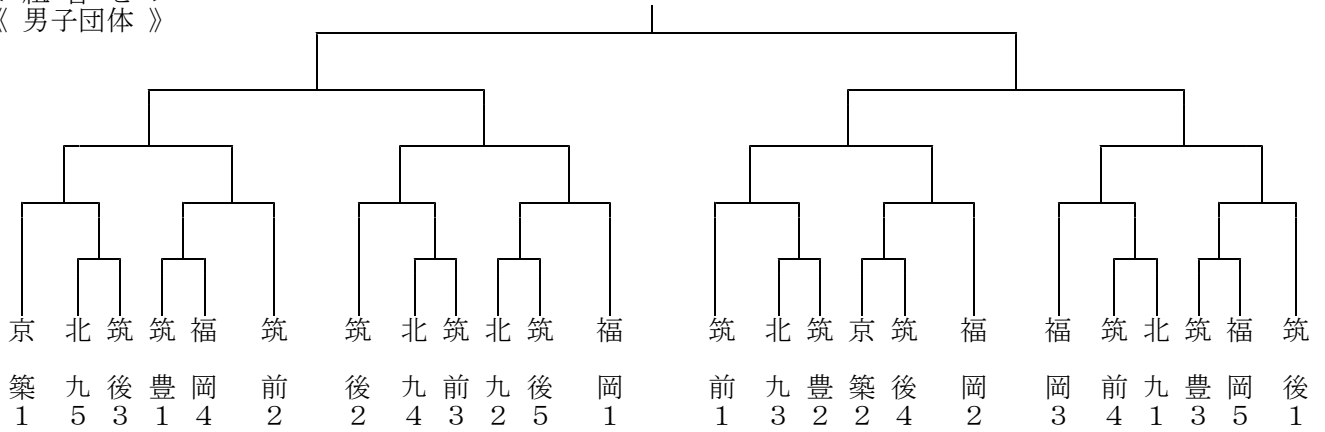 《 男子団体 》
京築1
北九5
筑後3
筑豊1
福岡4
筑前2
筑後2
北九4
筑前3
北九2
筑後5
福岡1
筑前1
北九3
筑豊2
京築2
筑後4
福岡2
福岡3
筑前4
北九1
筑豊3
福岡5
筑後1